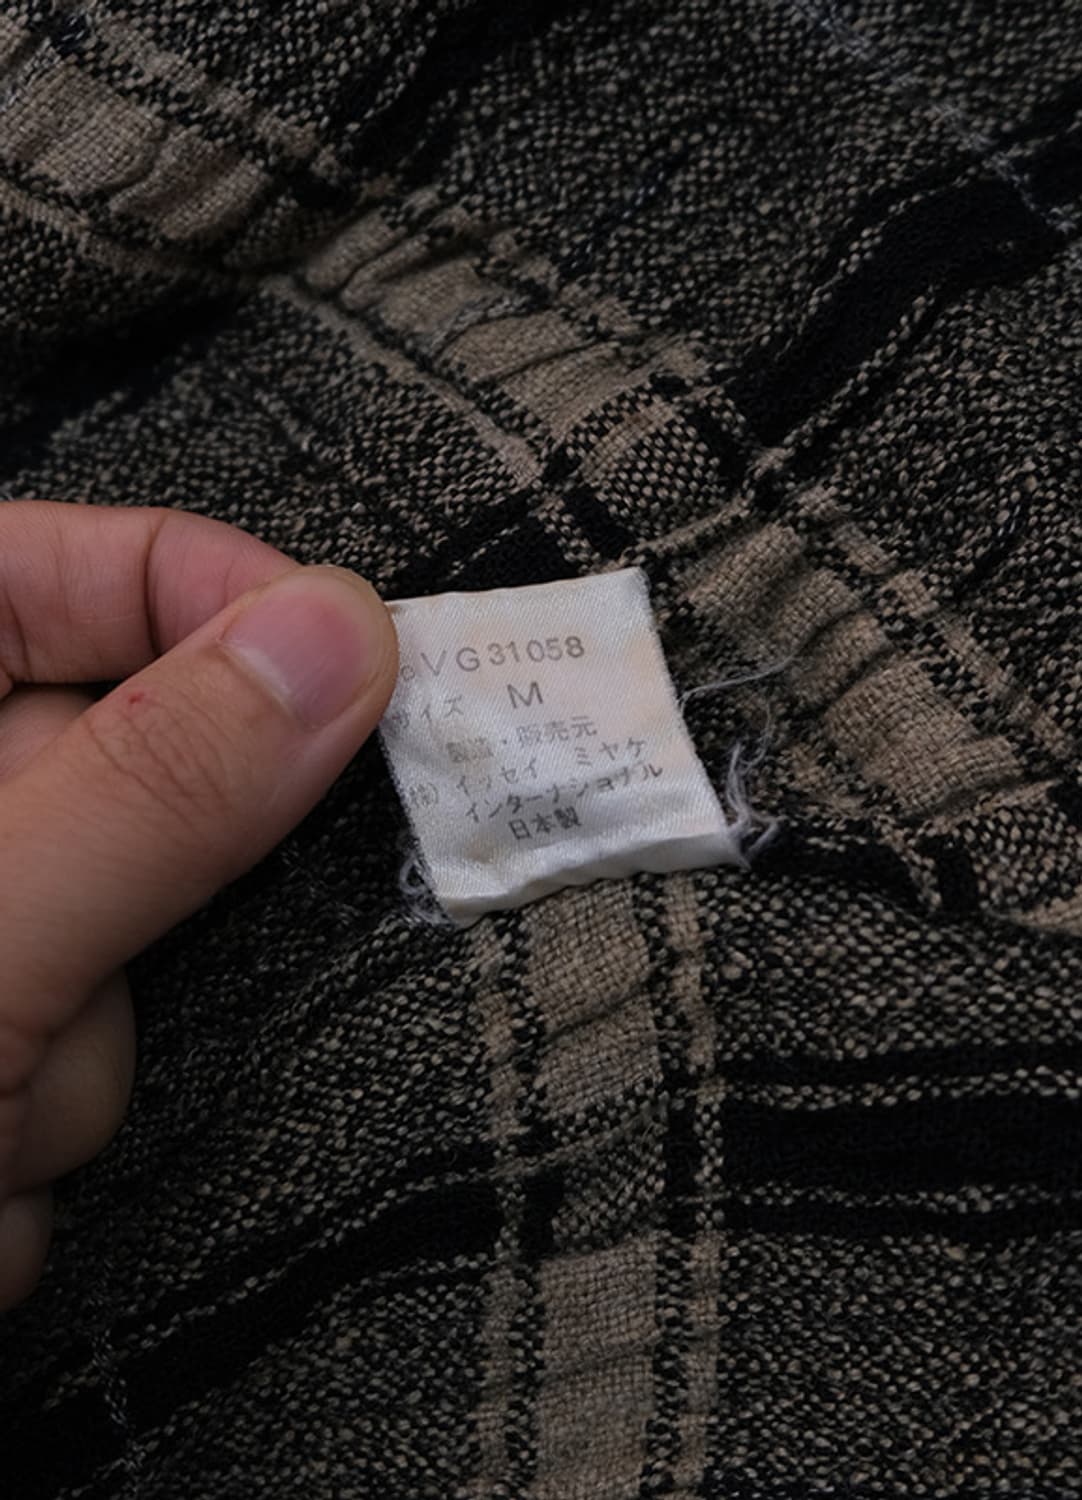 VG31058
サイズ M
製造・販売元
(株) イッセイ ミヤケ
インターナショナル
日本製